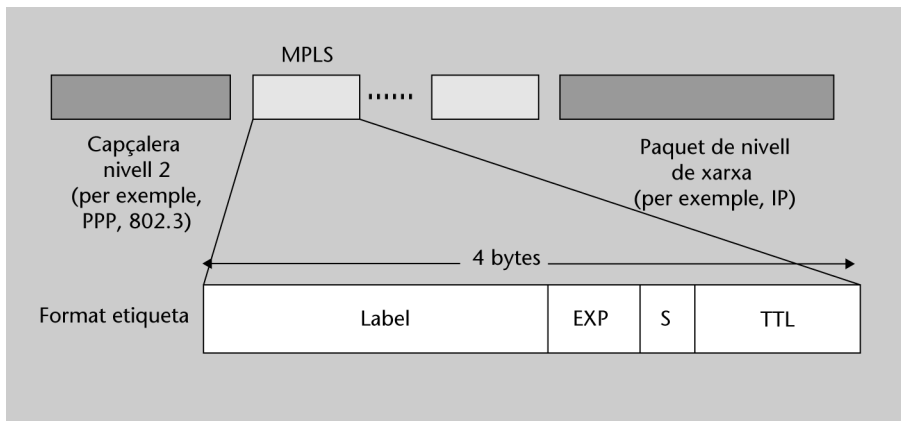 MPLS
Capçalera
nivell 2
(per exemple,
PPP, 802.3)
Paquet de nivell
de xarxa
(per exemple, IP)
4 bytes
Format etiqueta
Label
EXP
S
TTL